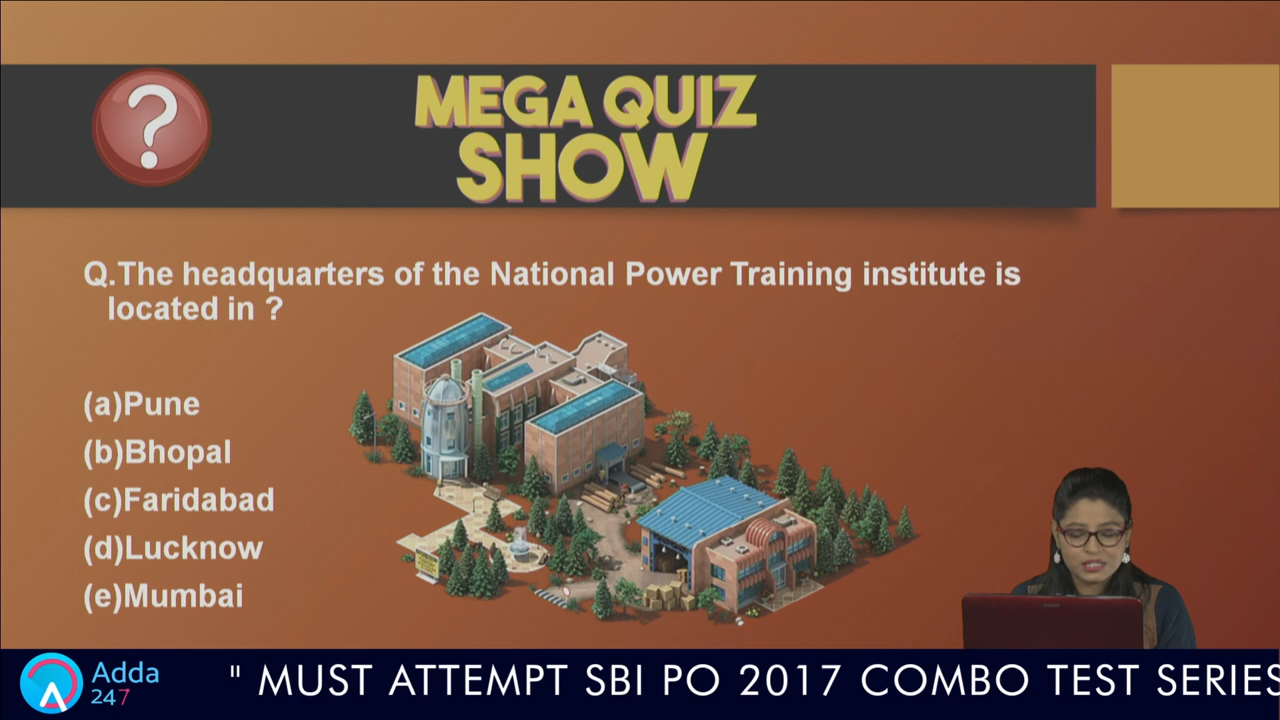 ?
MEGA QUIZ
SHOW
Q.The headquarters of the National Power Training institute is
located in ?
(a)Pune
(b)Bhopal
(c)Faridabad
(d)Lucknow
(e)Mumbai
Adda
247
" MUST ATTEMPT SBI PO 2017 COMBO TEST SERIES